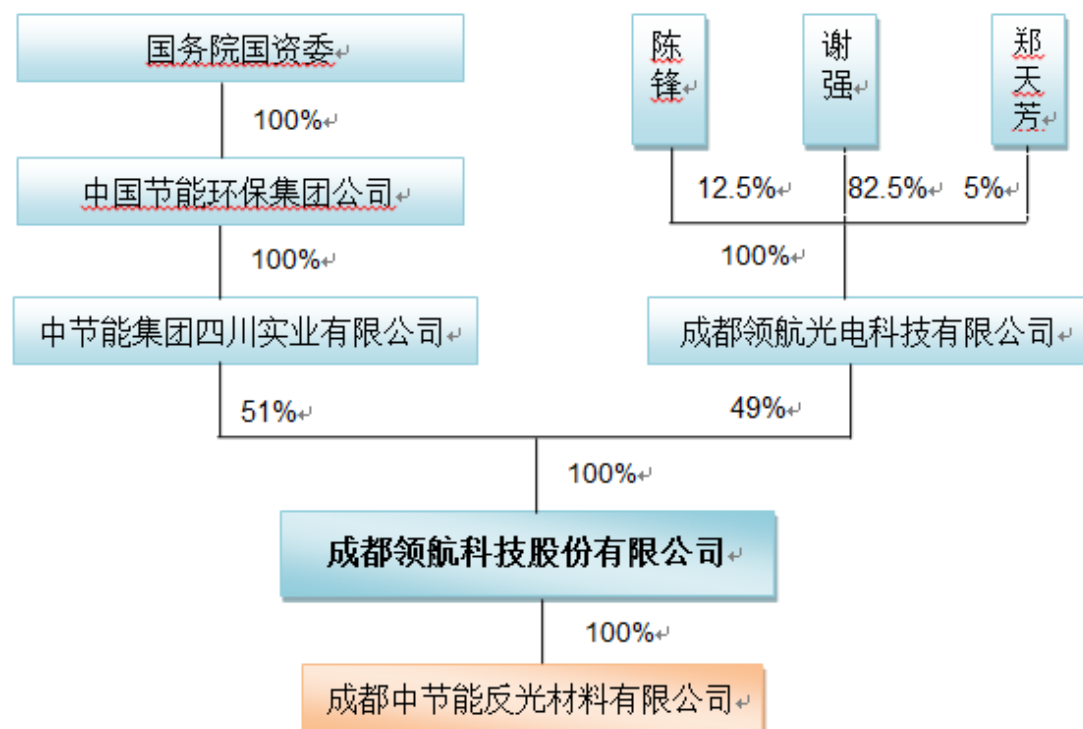 国务院国资委
陈锋
谢强
郑天芳
100%
中国节能环保集团公司
12.5%
82.5%
5%
100%
100%
中节能集团四川实业有限公司
成都领航光电科技有限公司
51%
49%
100%
成都领航科技股份有限公司
100%
成都中节能反光材料有限公司